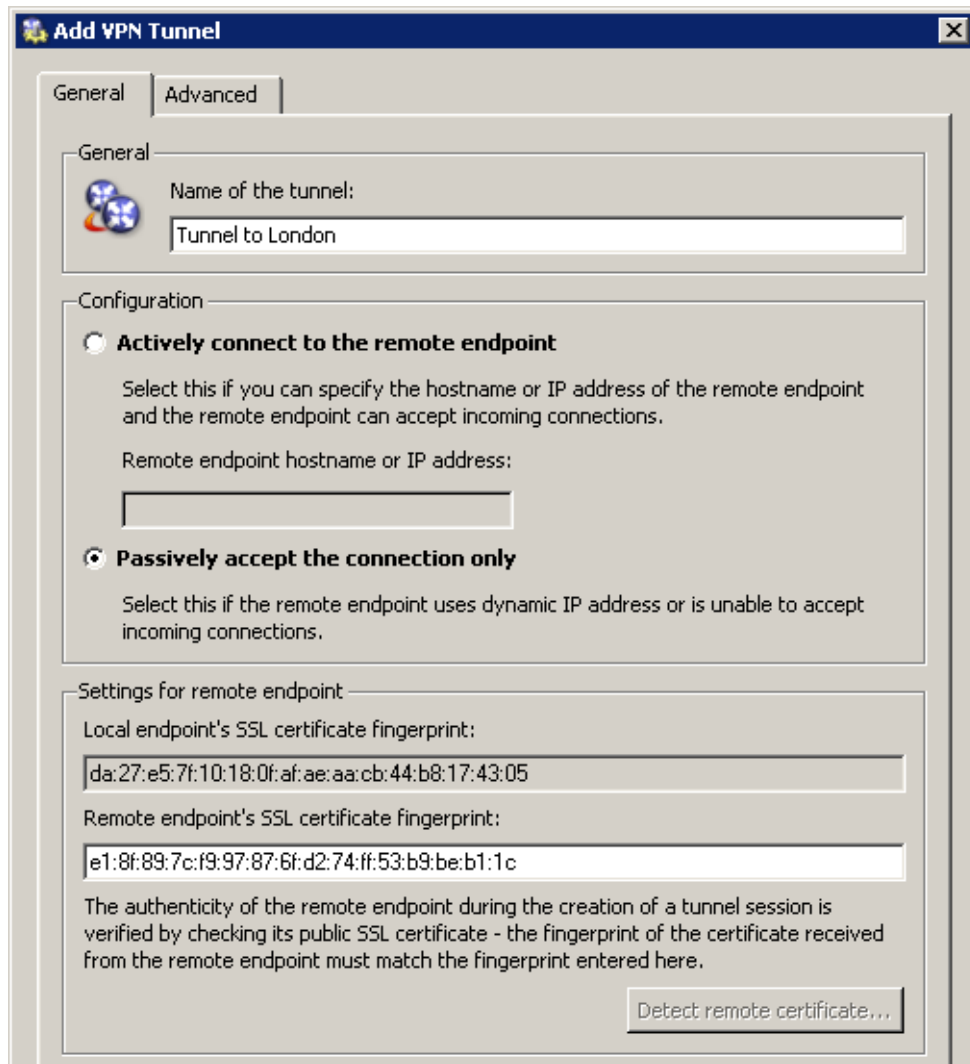 Add VPN Tunnel
General
Advanced
General
Name of the tunnel:
Tunnel to London
Configuration
Actively connect to the remote endpoint
Select this if you can specify the hostname or IP address of the remote endpoint
and the remote endpoint can accept incoming connections.
Remote endpoint hostname or IP address:
Passively accept the connection only
Select this if the remote endpoint uses dynamic IP address or is unable to accept
incoming connections.
Settings for remote endpoint
Local endpoint's SSL certificate fingerprint:
da:27:e5:7f:10:18:0f:af:ae:aa:cb:44:b8:17:43:05
Remote endpoint's SSL certificate fingerprint:
e1:8f:89:7c:f9:97:87:6f:d2:74:ff:53:b9:be:b1:1c
The authenticity of the remote endpoint during the creation of a tunnel session is
verified by checking its public SSL certificate - the fingerprint of the certificate received
from the remote endpoint must match the fingerprint entered here.
Detect remote certificate...